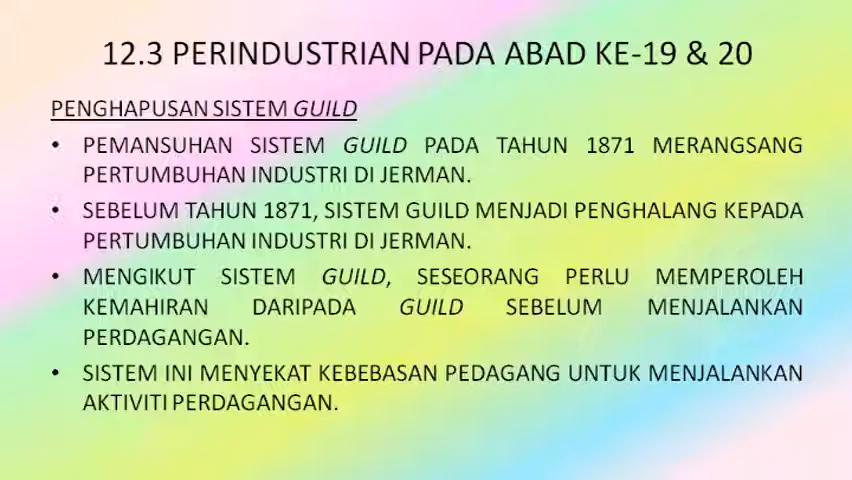 12.3 PERINDUSTRIAN PADA ABAD KE-19 & 20
PENGHAPUSAN SISTEM GUILD
• PEMANSUHAN SISTEM GUILD PADA TAHUN 1871 MERANGSANG
PERTUMBUHAN INDUSTRI DI JERMAN.
• SEBELUM TAHUN 1871, SISTEM GUILD MENJADI PENGHALANG KEPADA
PERTUMBUHAN INDUSTRI DI JERMAN.
• MENGIKUT SISTEM GUILD, SESEORANG PERLU MEMPEROLEH
KEMAHIRAN DARIPADA GUILD SEBELUM MENJALANKAN
PERDAGANGAN.
• SISTEM INI MENYEKAT KEBEBASAN PEDAGANG UNTUK MENJALANKAN
AKTIVITI PERDAGANGAN.